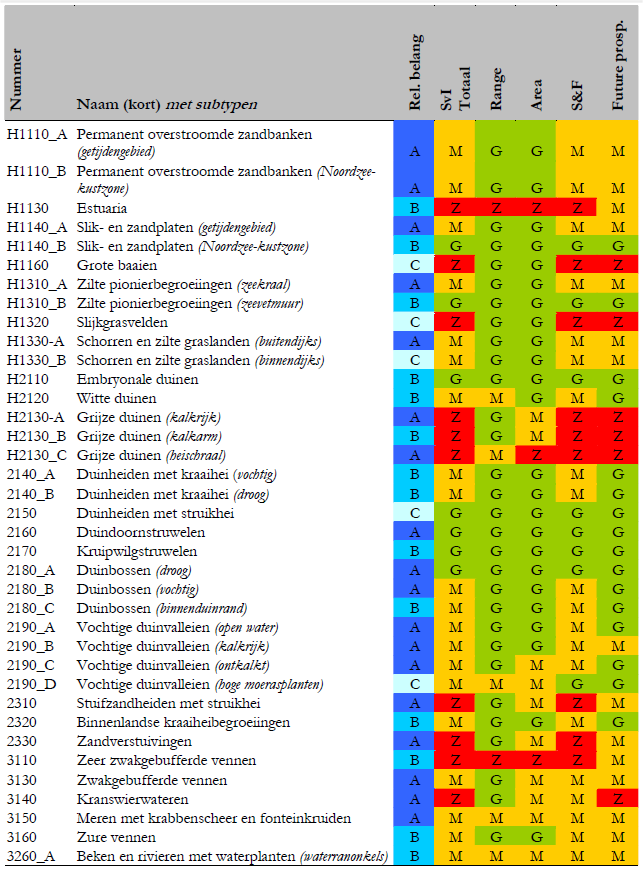 Nummer Naam (kort) met subtypen Rel. belang SvI Totaal Range Area S&F Future prosp.
H1110_A Permanent overstroomde zandbanken
(getijdengebied) A M G G M M
H1110_B Permanent overstroomde zandbanken (Noordzee-
kustzone) A M G G M M
H1130 Estuaria B Z Z Z Z M
H1140_A Slik- en zandplaten (getijdengebied) A M G G M M
H1140_B Slik- en zandplaten (Noordzee-kustzone) B G G G G G
H1160 Grote baaien C Z G G Z Z
H1310_A Zilte pionierbegroeiingen (zeekraal) A M G G M M
H1310_B Zilte pionierbegroeiingen (zeevetmuur) B G G G G G
H1320 Slijkgrasvelden C Z G G Z Z
H1330-A Schorren en zilte graslanden (buitendijks) A M G G M M
H1330_B Schorren en zilte graslanden (binnendijks) C M G G M M
H2110 Embryonale duinen B G G G G G
H2120 Witte duinen B M M G M G
H2130-A Grijze duinen (kalkrijk) A Z G M Z Z
H2130_B Grijze duinen (kalkarm) B Z G M Z Z
H2130_C Grijze duinen (heischraal) A Z M Z Z Z
2140_A Duinheiden met kraaihei (vochtig) B M G G M G
2140_B Duinheiden met kraaihei (droog) B M G G M G
2150 Duinheiden met struikhei C G G G G G
2160 Duindoornstruwelen A G G G G G
2170 Kruipwilgstruwelen B G G G G G
2180_A Duinbossen (droog) A G G G G G
2180_B Duinbossen (vochtig) A M G G M G
2180_C Duinbossen (binnenduinrand) B M G G M G
2190_A Vochtige duinvalleien (open water) A M G G M G
2190_B Vochtige duinvalleien (kalkrijk) A M G G M M
2190_C Vochtige duinvalleien (ontkalkt) A M G M M G
2190_D Vochtige duinvalleien (hoge moerasplanten) C M M M G G
2310 Stuifzandheiden met struikhei A Z G M Z M
2320 Binnenlandse kraaiheibegroeiingen B M G M M G
2330 Zandverstuivingen A Z G M Z M
3110 Zeer zwakgebufferde vennen B Z Z Z Z M
3130 Zwakgebufferde vennen A M G M M M
3140 Kranswierwateren A Z G M M Z
3150 Meren met krabbenscheer en fonteinkruiden A M M M M M
3160 Zure vennen B M G G M M
3260_A Beken en rivieren met waterplanten (waterranonkels) B M M M M M